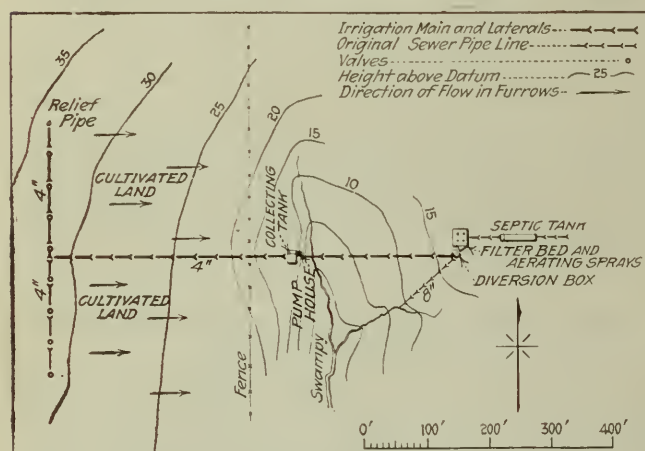 Irrigation Main and Laterals
Original Sewer Pipe Line
Valves
Height above Datum 25
Direction of Flow in Furrows
35
30
25
20
15
10
15
Relief
Pipe
4"
4"
4"
CULTIVATED
LAND
CULTIVATED
LAND
Fence
COLLECTING
TANK
PUMP
HOUSE
Swampy
8"
SEPTIC TANK
FILTER BED AND
AERATING SPRAYS
DIVERSION BOX
0' 100' 200' 300' 400'